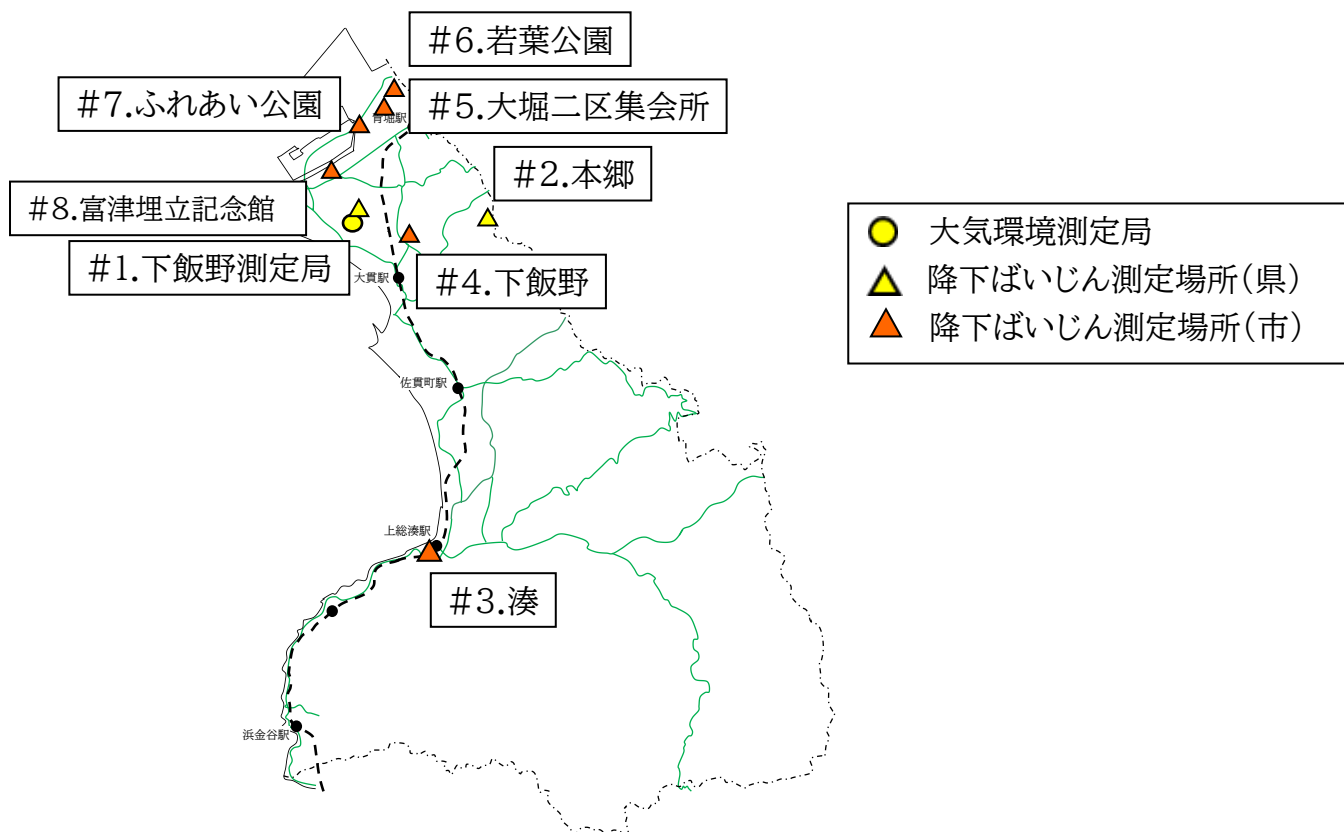 #6.若葉公園
#7.ふれあい公園
#5.大堀二区集会所
青堀駅
#2.本郷
#8.富津埋立記念館
#1.下飯野測定局
大貫駅
#4.下飯野
大気環境測定局
降下ばいじん測定場所(県)
降下ばいじん測定場所(市)
佐貫町駅
上総湊駅
#3.湊
浜金谷駅